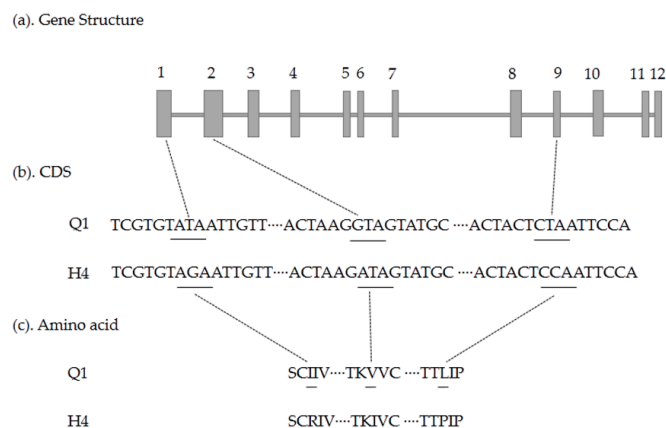 (a). Gene Structure
1 2 3 4 5 6 7 8 9 10 11 12
(b). CDS
Q1 TCGTGTATAATTGTT····ACTAAGGTAGTATGC ····ACTACTCTAATTCCA
H4 TCGTGTAGAATTGTT····ACTAAGATAGTATGC ····ACTACTCCAATTCCA
(c). Amino acid
Q1 SCIIV····TKVVC ····TTLIP
H4 SCRIV····TKIVC ····TTPIP